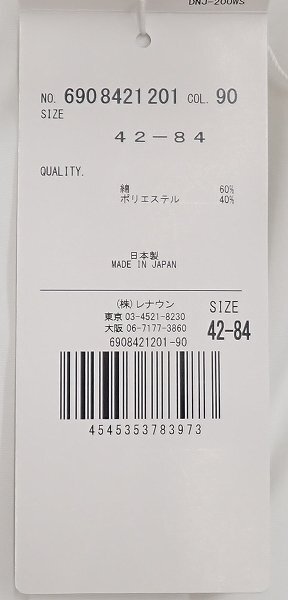 DNJ-200WS
NO. 6908421201 COL. 90
SIZE
42-84
QUALITY.
綿 60%
ポリエステル 40%
日本製
MADE IN JAPAN
(株)レナウン
東京 03-4521-8230
大阪 06-7177-3860
SIZE
42-84
6908421201-90
4545353783973